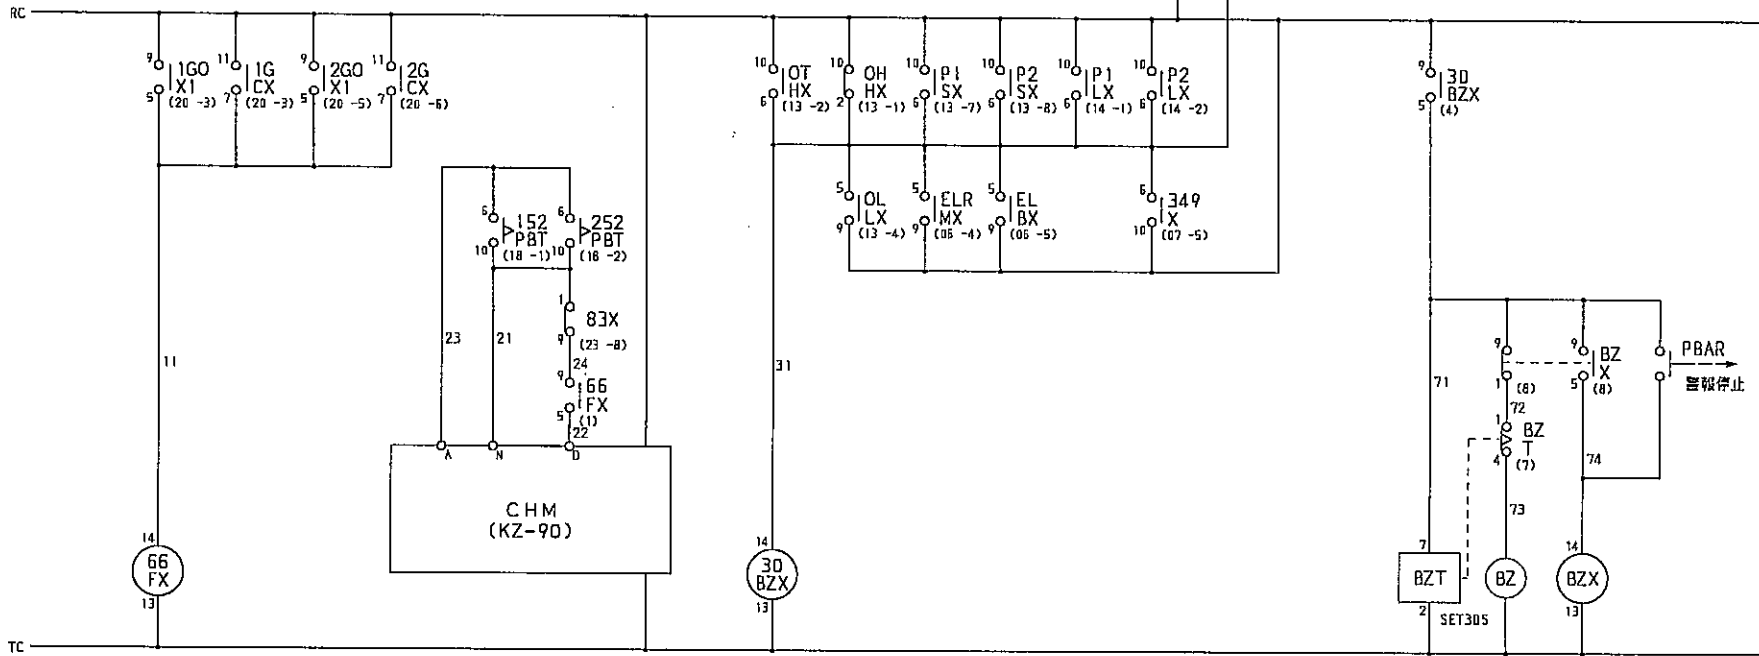 RC
9
1GO
X1
5
(20 -3)
11
1G
CX
7
(20 -3)
9
2GO
X1
5
(20 -5)
11
2G
CX
7
(20 -6)
10
OT
HX
6
(13 -2)
10
OH
HX
2
(13 -1)
10
P1
SX
6
(13 -7)
10
P2
SX
6
(13 -8)
10
P1
LX
6
(14 -1)
10
P2
LX
6
(14 -2)
9
30
BZX
5
(4)
5
OL
LX
9
(13 -4)
5
ELR
MX
9
(06 -4)
5
EL
BX
9
(06 -5)
6
349
X
10
(07 -5)
6
152
PBT
10
(18 -1)
6
252
PBT
10
(18 -2)
1
83X
9
(23 -8)
24
9
66
FX
5
(1)
22
11
23
21
31
A
N
D
CHM
(KZ-90)
9
1
(8)
9
BZ
X
5
(8)
PBAR
警報停止
71
72
1
BZ
T
4
(7)
74
73
14
66
FX
13
14
30
BZX
13
7
BZT
2
SET30S
BZ
14
BZX
13
TC